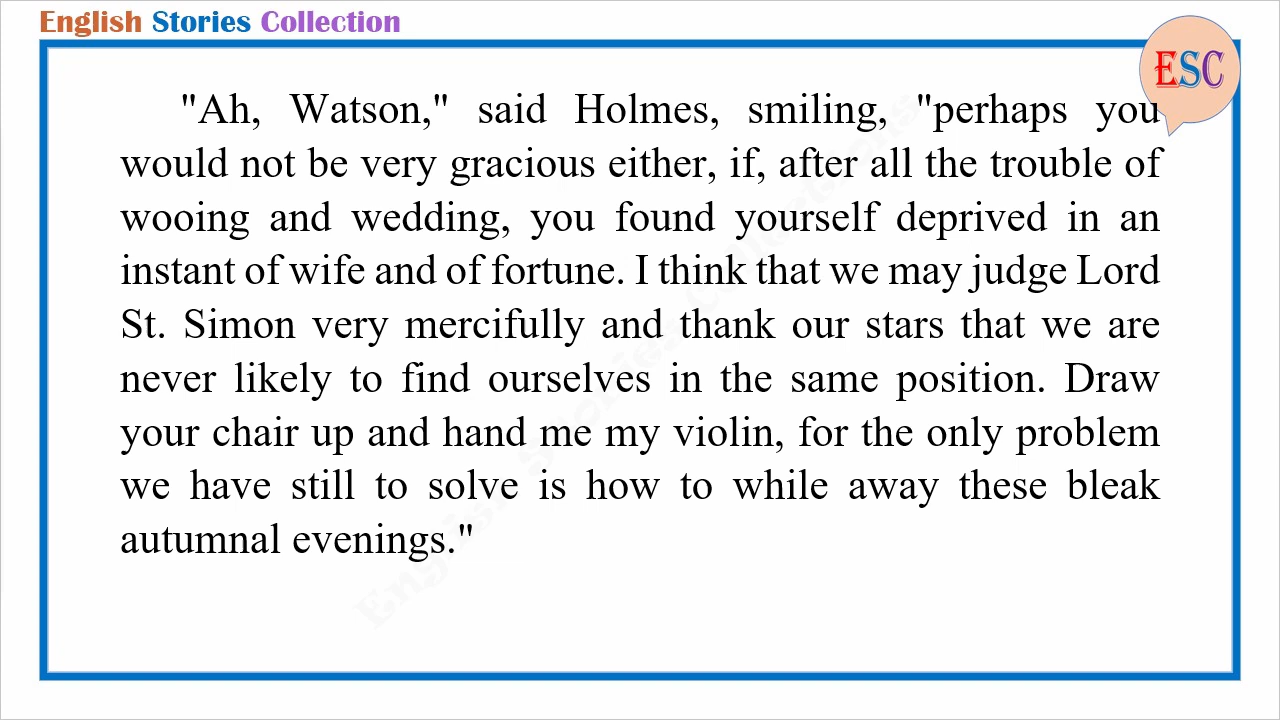 English Stories Collection
ESC
"Ah, Watson," said Holmes, smiling, "perhaps you
would not be very gracious either, if, after all the trouble of
wooing and wedding, you found yourself deprived in an
instant of wife and of fortune. I think that we may judge Lord
St. Simon very mercifully and thank our stars that we are
never likely to find ourselves in the same position. Draw
your chair up and hand me my violin, for the only problem
we have still to solve is how to while away these bleak
autumnal evenings."
English Stories Collections